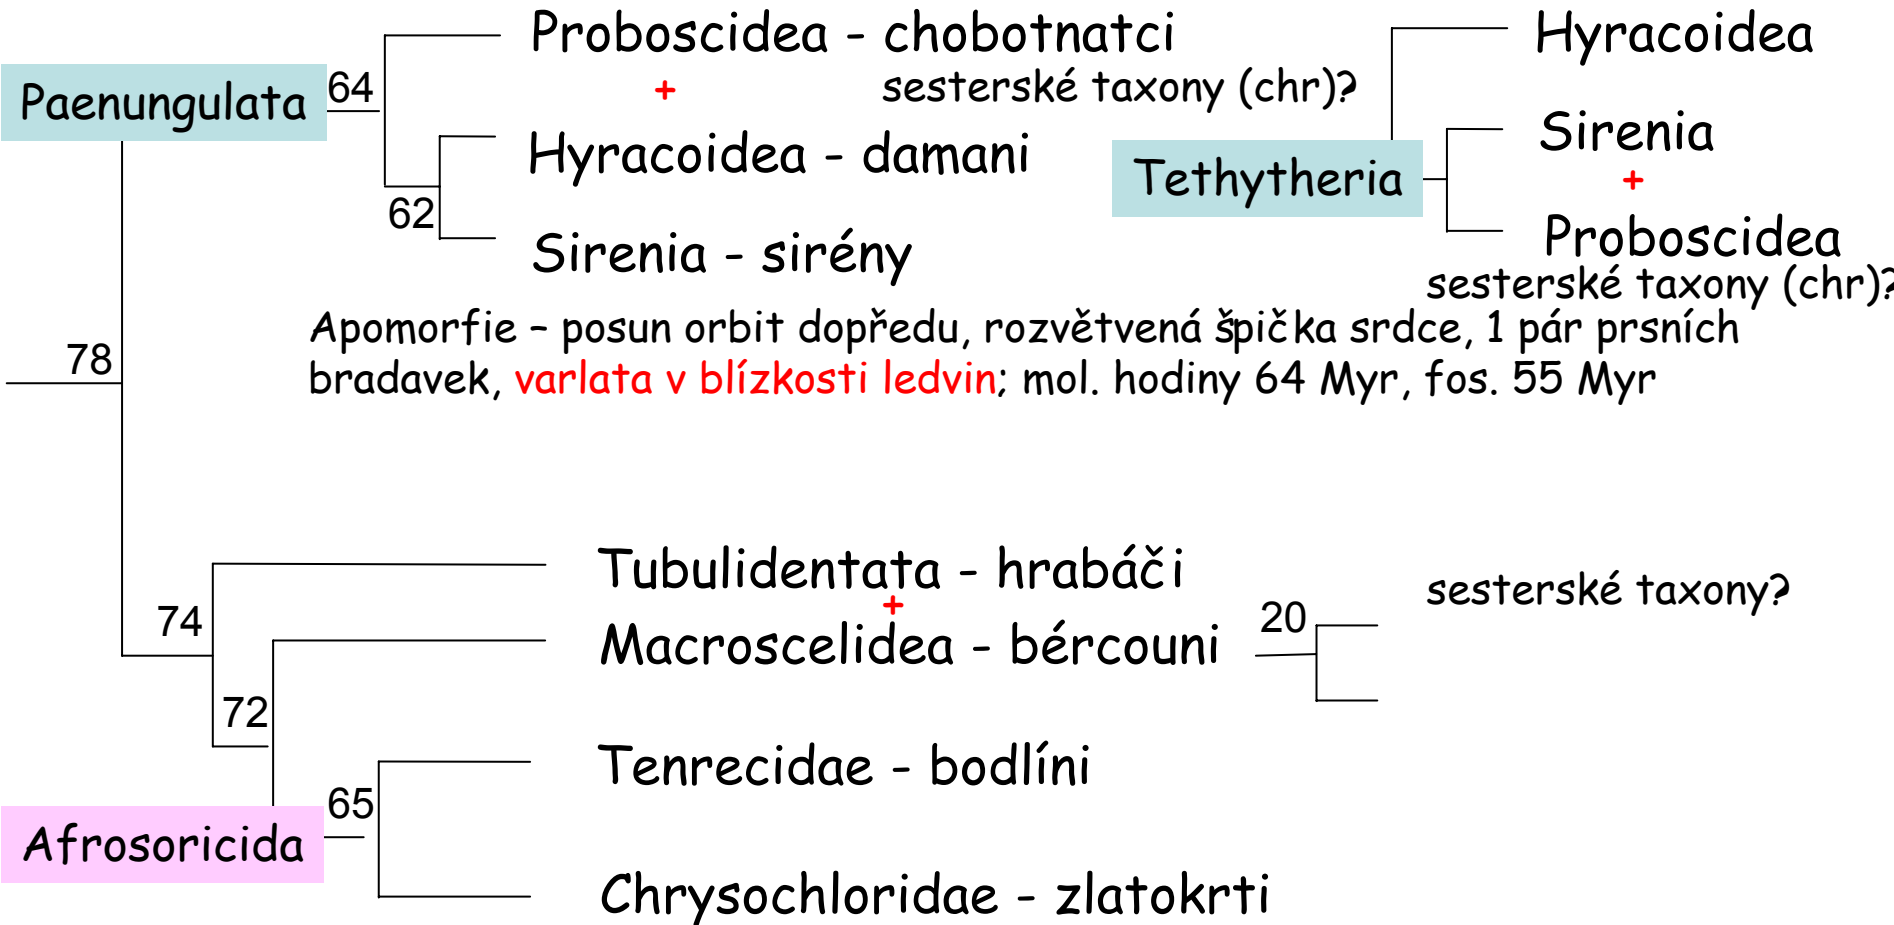 Proboscidea - chobotnatci
Hyracoidea
Paenungulata
64
+
sesterské taxony (chr)?
Sirenia
Hyracoidea - damani
Tethytheria
+
62
Sirenia - sirény
Proboscidea
sesterské taxony (chr)?
Apomorfie – posun orbit dopředu, rozvětvená špička srdce, 1 pár prsních
bradavek, varlata v blízkosti ledvin; mol. hodiny 64 Myr, fos. 55 Myr
78
Tubulidentata - hrabáči
sesterské taxony?
+
74
Macroscelidea - bércouni
20
72
Tenrecidae - bodlíni
65
Afrosoricida
Chrysochloridae - zlatokrti